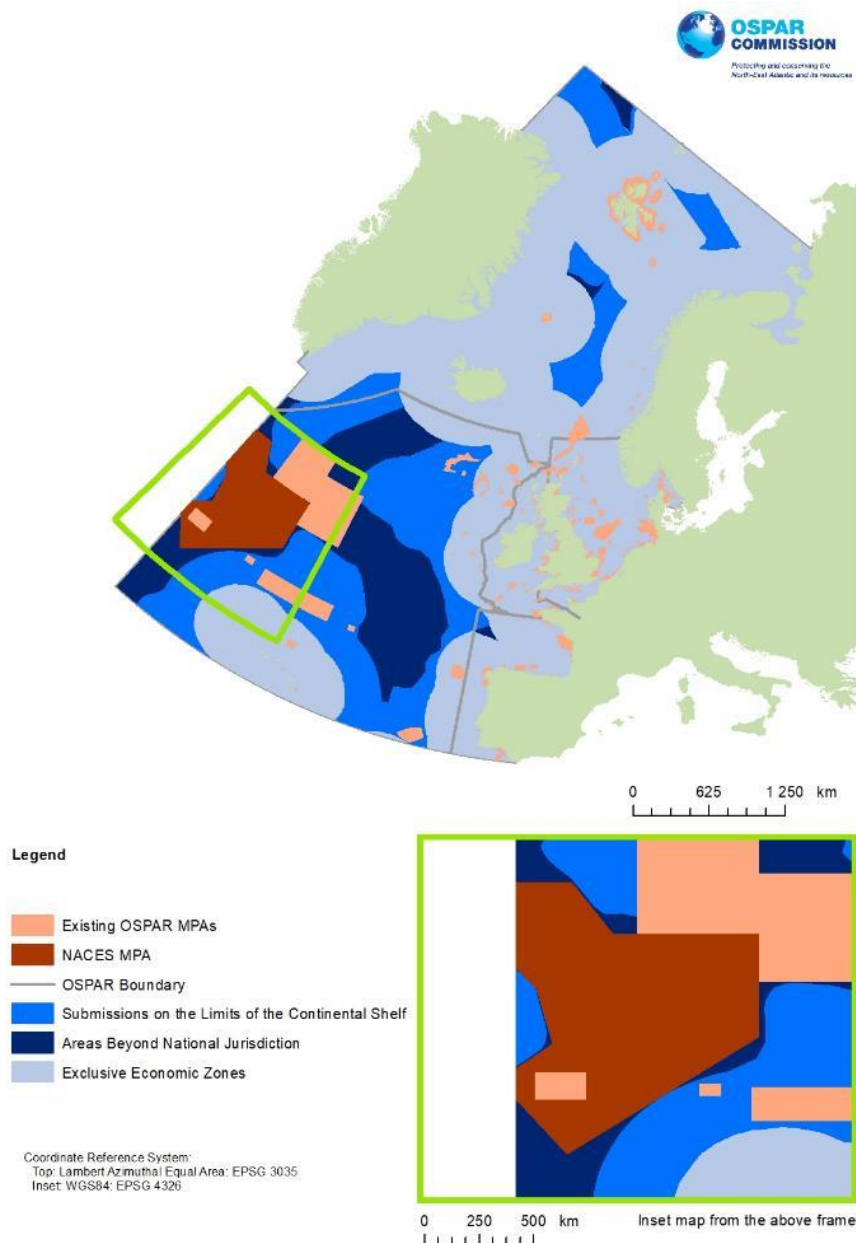 OSPAR
COMMISSION
Protecting and conserving the
North-East Atlantic and its resources
0 625 1 250 km
Legend
Existing OSPAR MPAs
NACES MPA
OSPAR Boundary
Submissions on the Limits of the Continental Shelf
Areas Beyond National Jurisdiction
Exclusive Economic Zones
Coordinate Reference System:
Top: Lambert Azimuthal Equal Area: EPSG 3035
Inset: WGS84: EPSG 4326
0 250 500 km
Inset map from the above frame